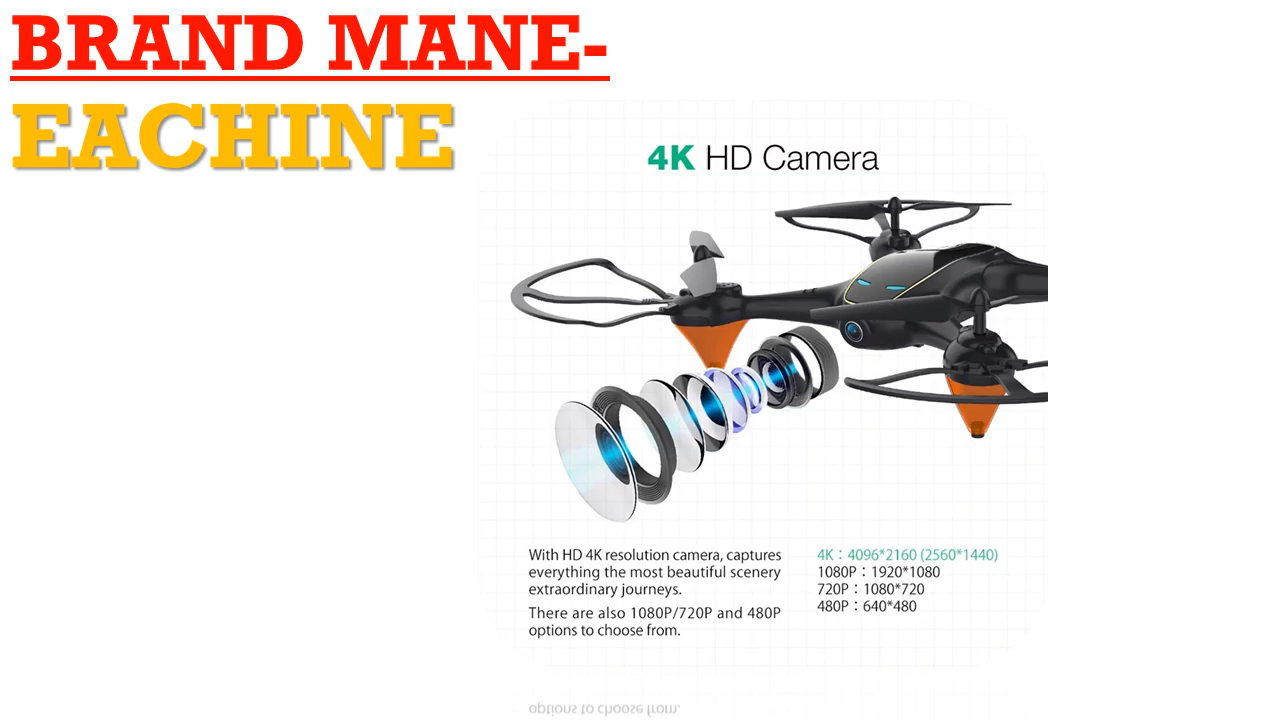 BRAND MANE-
EACHINE
4K HD Camera
With HD 4K resolution camera, captures
everything the most beautiful scenery
extraordinary journeys.
There are also 1080P/720P and 480P
options to choose from.
4K：4096*2160 (2560*1440)
1080P：1920*1080
720P：1080*720
480P：640*480
options to choose from.